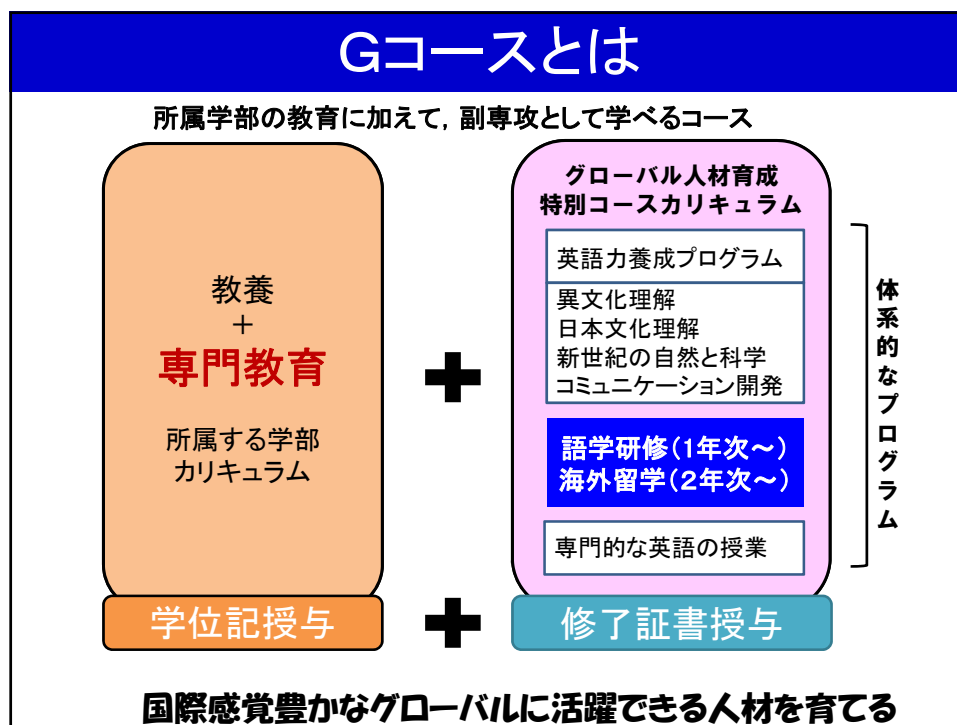 Gコースとは
所属学部の教育に加えて，副専攻として学べるコース
教養
＋
専門教育
所属する学部
カリキュラム
学位記授与
グローバル人材育成
特別コースカリキュラム
英語力養成プログラム
異文化理解
日本文化理解
新世紀の自然と科学
コミュニケーション開発
語学研修（１年次～）
海外留学（２年次～）
専門的な英語の授業
修了証書授与
体系的なプログラム
国際感覚豊かなグローバルに活躍できる人材を育てる